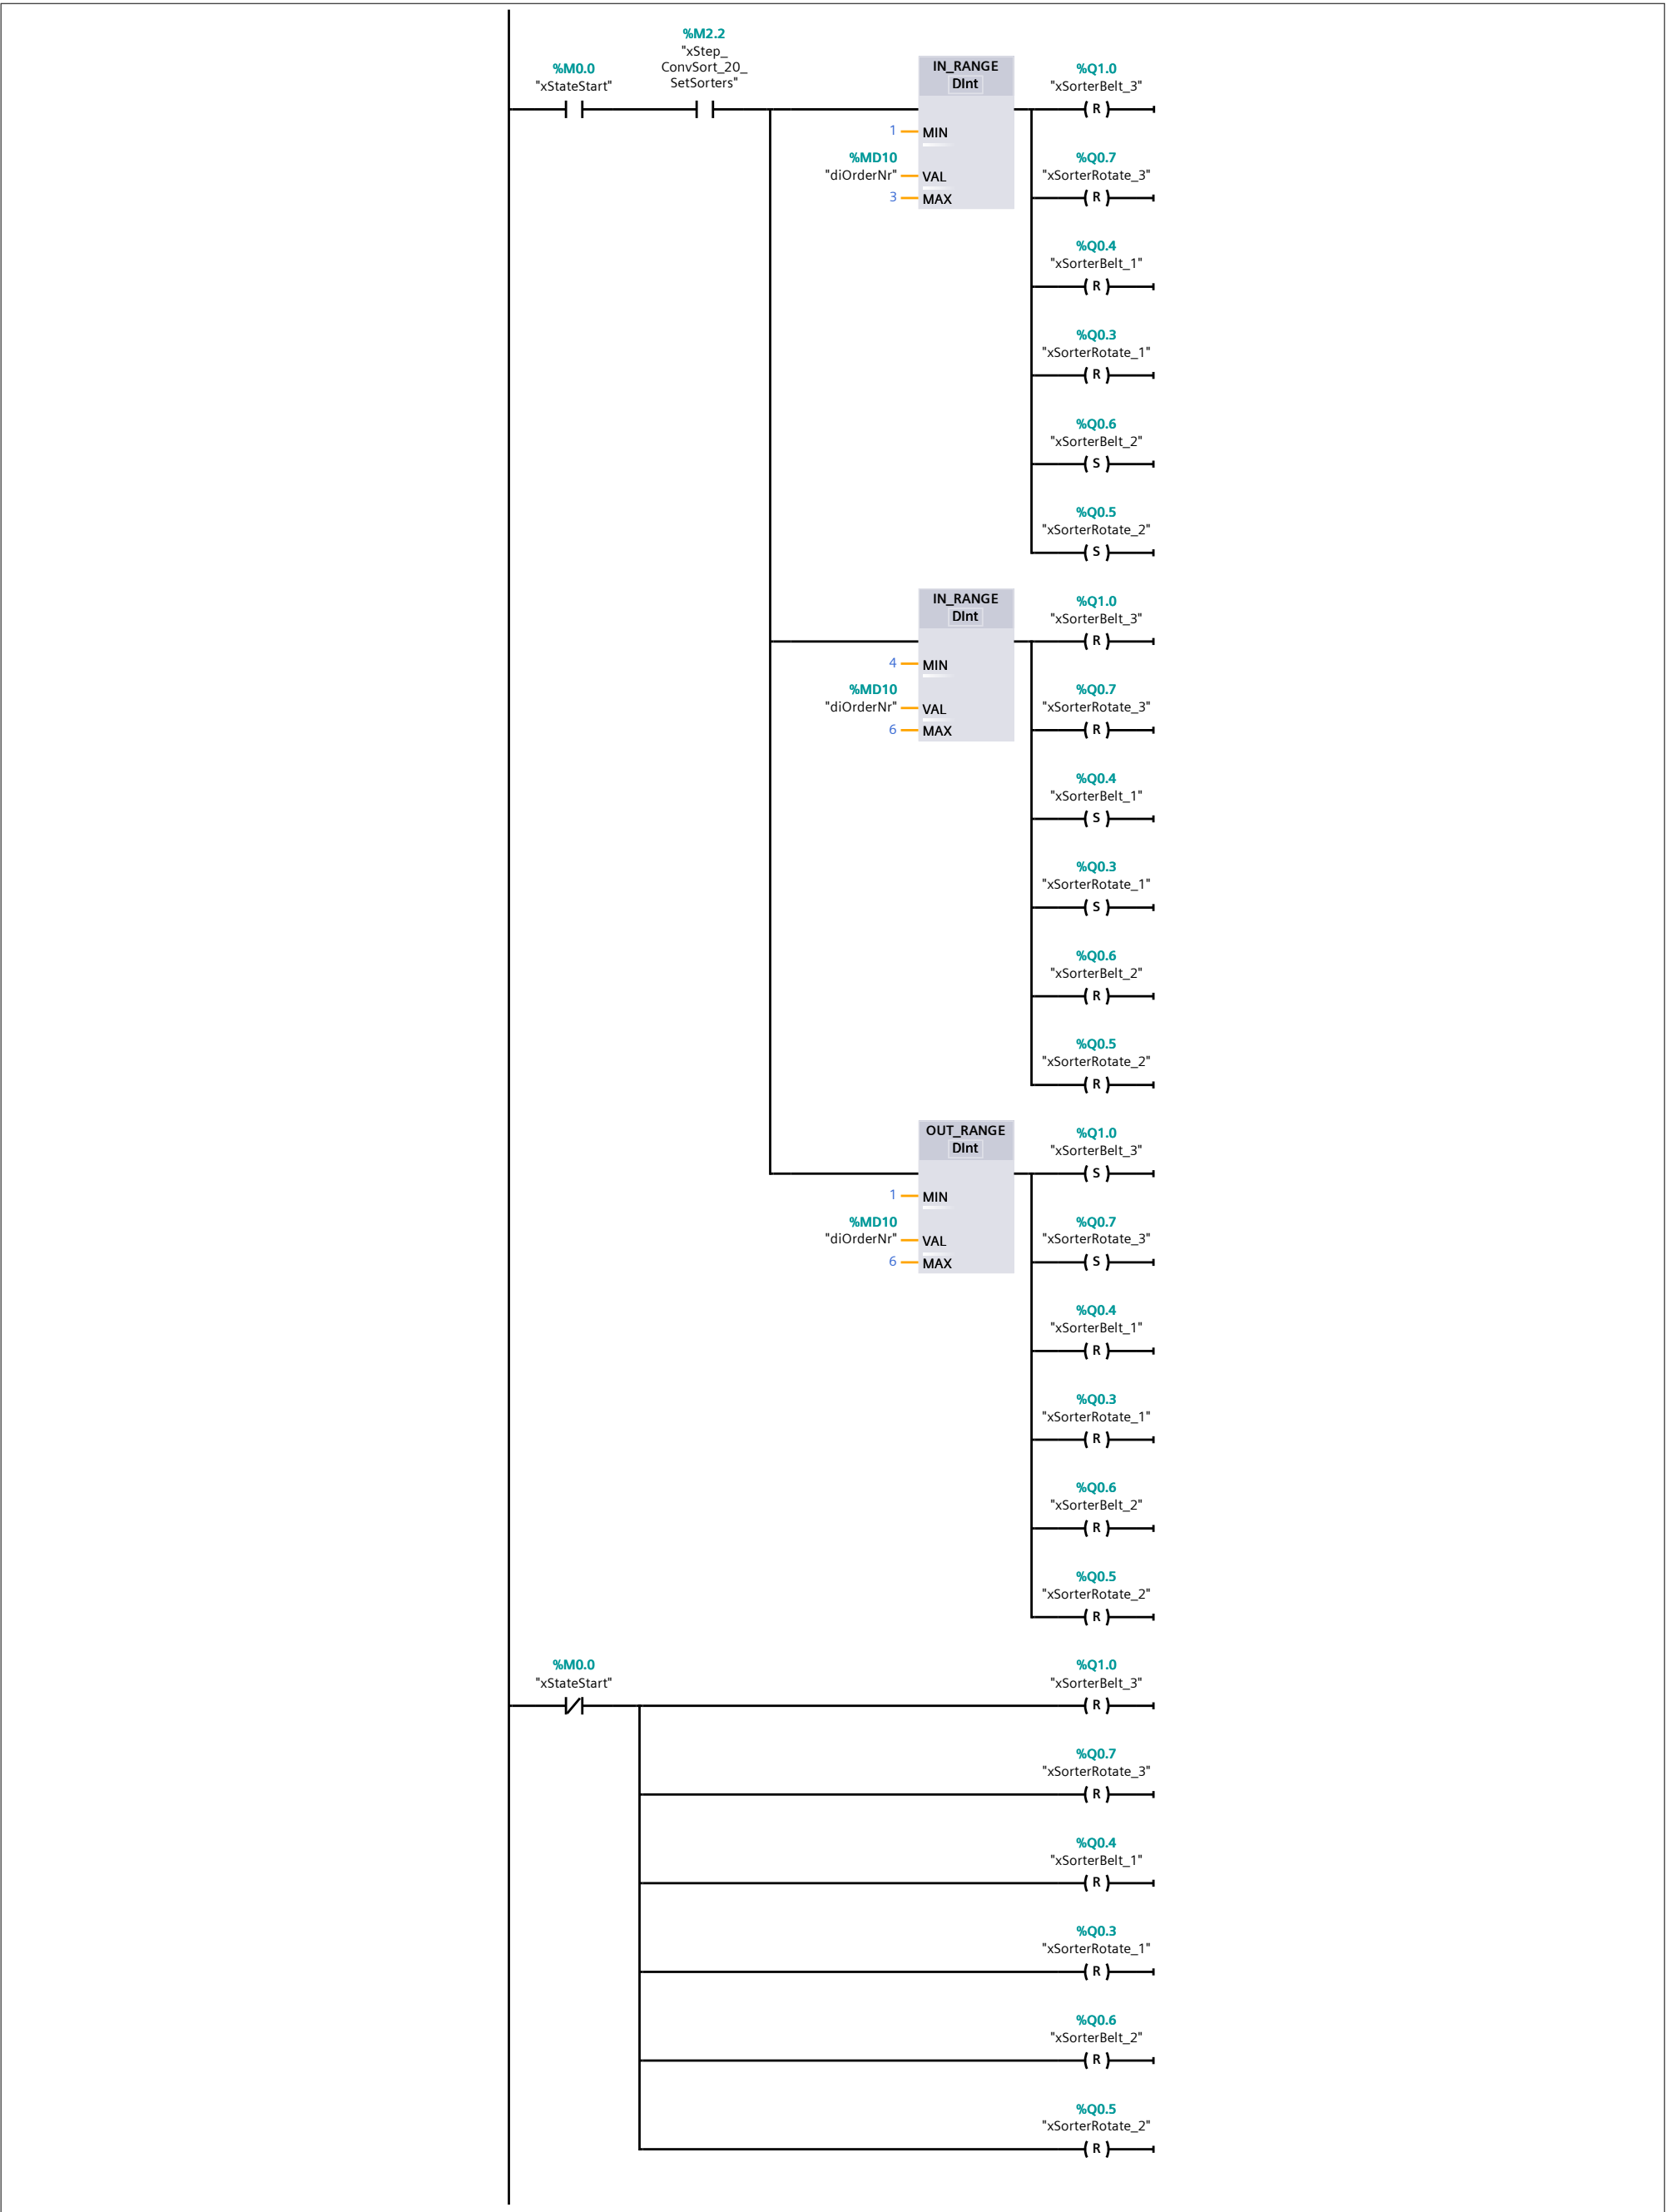 %M0.0
"xStateStart"
%M2.2
"xStep_
ConvSort_20_
SetSorters"
IN_RANGE
DInt
1
MIN
%MD10
"diOrderNr"
VAL
3
MAX
%Q1.0
"xSorterBelt_3"
R
%Q0.7
"xSorterRotate_3"
R
%Q0.4
"xSorterBelt_1"
R
%Q0.3
"xSorterRotate_1"
R
%Q0.6
"xSorterBelt_2"
S
%Q0.5
"xSorterRotate_2"
S
IN_RANGE
DInt
4
MIN
%MD10
"diOrderNr"
VAL
6
MAX
%Q1.0
"xSorterBelt_3"
R
%Q0.7
"xSorterRotate_3"
R
%Q0.4
"xSorterBelt_1"
S
%Q0.3
"xSorterRotate_1"
S
%Q0.6
"xSorterBelt_2"
R
%Q0.5
"xSorterRotate_2"
R
OUT_RANGE
DInt
1
MIN
%MD10
"diOrderNr"
VAL
6
MAX
%Q1.0
"xSorterBelt_3"
S
%Q0.7
"xSorterRotate_3"
S
%Q0.4
"xSorterBelt_1"
R
%Q0.3
"xSorterRotate_1"
R
%Q0.6
"xSorterBelt_2"
R
%Q0.5
"xSorterRotate_2"
R
%M0.0
"xStateStart"
%Q1.0
"xSorterBelt_3"
R
%Q0.7
"xSorterRotate_3"
R
%Q0.4
"xSorterBelt_1"
R
%Q0.3
"xSorterRotate_1"
R
%Q0.6
"xSorterBelt_2"
R
%Q0.5
"xSorterRotate_2"
R